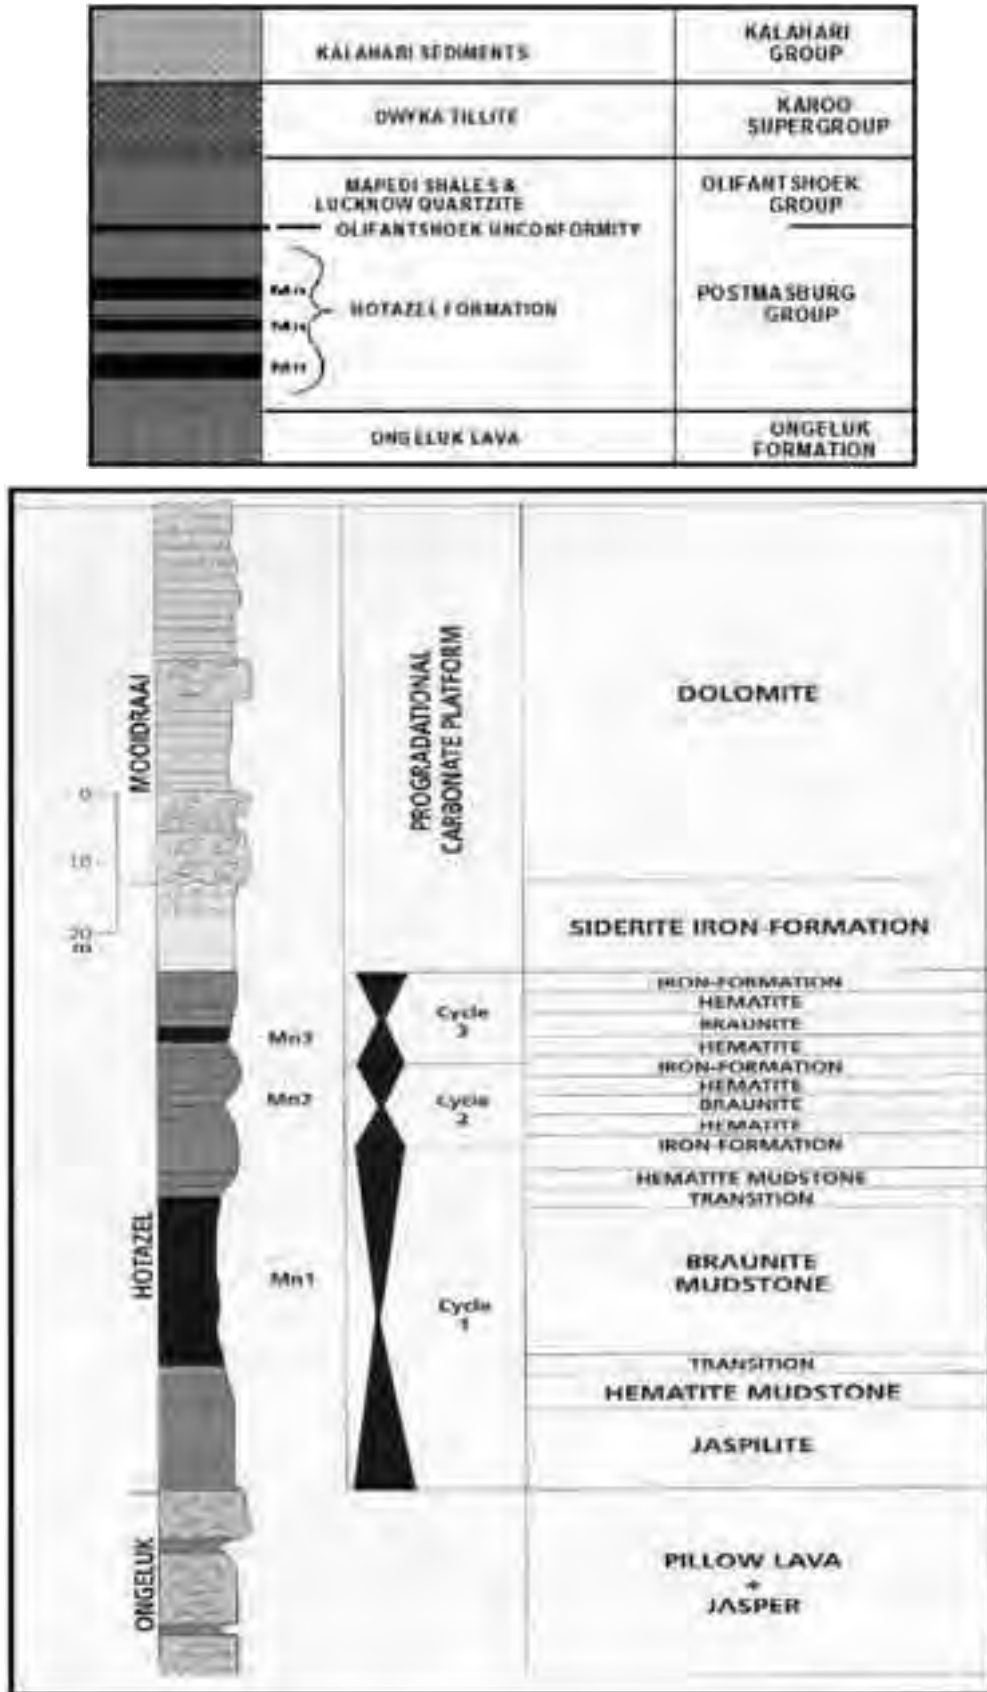 KALAHARI SEDIMENTS
KALAHARI
GROUP
DWYKA TILLITE
KAROO
SUPERGROUP
MAPEDI SHALES &
LUCKNOW QUARTZITE
OLIFANTSHOEK
GROUP
OLIFANTSHOEK UNCONFORMITY
HOTAZEL FORMATION
POSTMASBURG
GROUP
ONGELUK LAVA
ONGELUK
FORMATION
MOOIDRAAI
HOTAZEL
ONGELUK
0
10
20
m
Mn3
Mn2
Mn1
PROGRADATIONAL
CARBONATE PLATFORM
Cycle
3
Cycle
2
Cycle
1
DOLOMITE
SIDERITE IRON-FORMATION
IRON-FORMATION
HEMATITE
BRAUNITE
HEMATITE
IRON-FORMATION
HEMATITE
BRAUNITE
HEMATITE
IRON-FORMATION
HEMATITE MUDSTONE
TRANSITION
BRAUNITE
MUDSTONE
TRANSITION
HEMATITE MUDSTONE
JASPILITE
PILLOW LAVA
+
JASPER